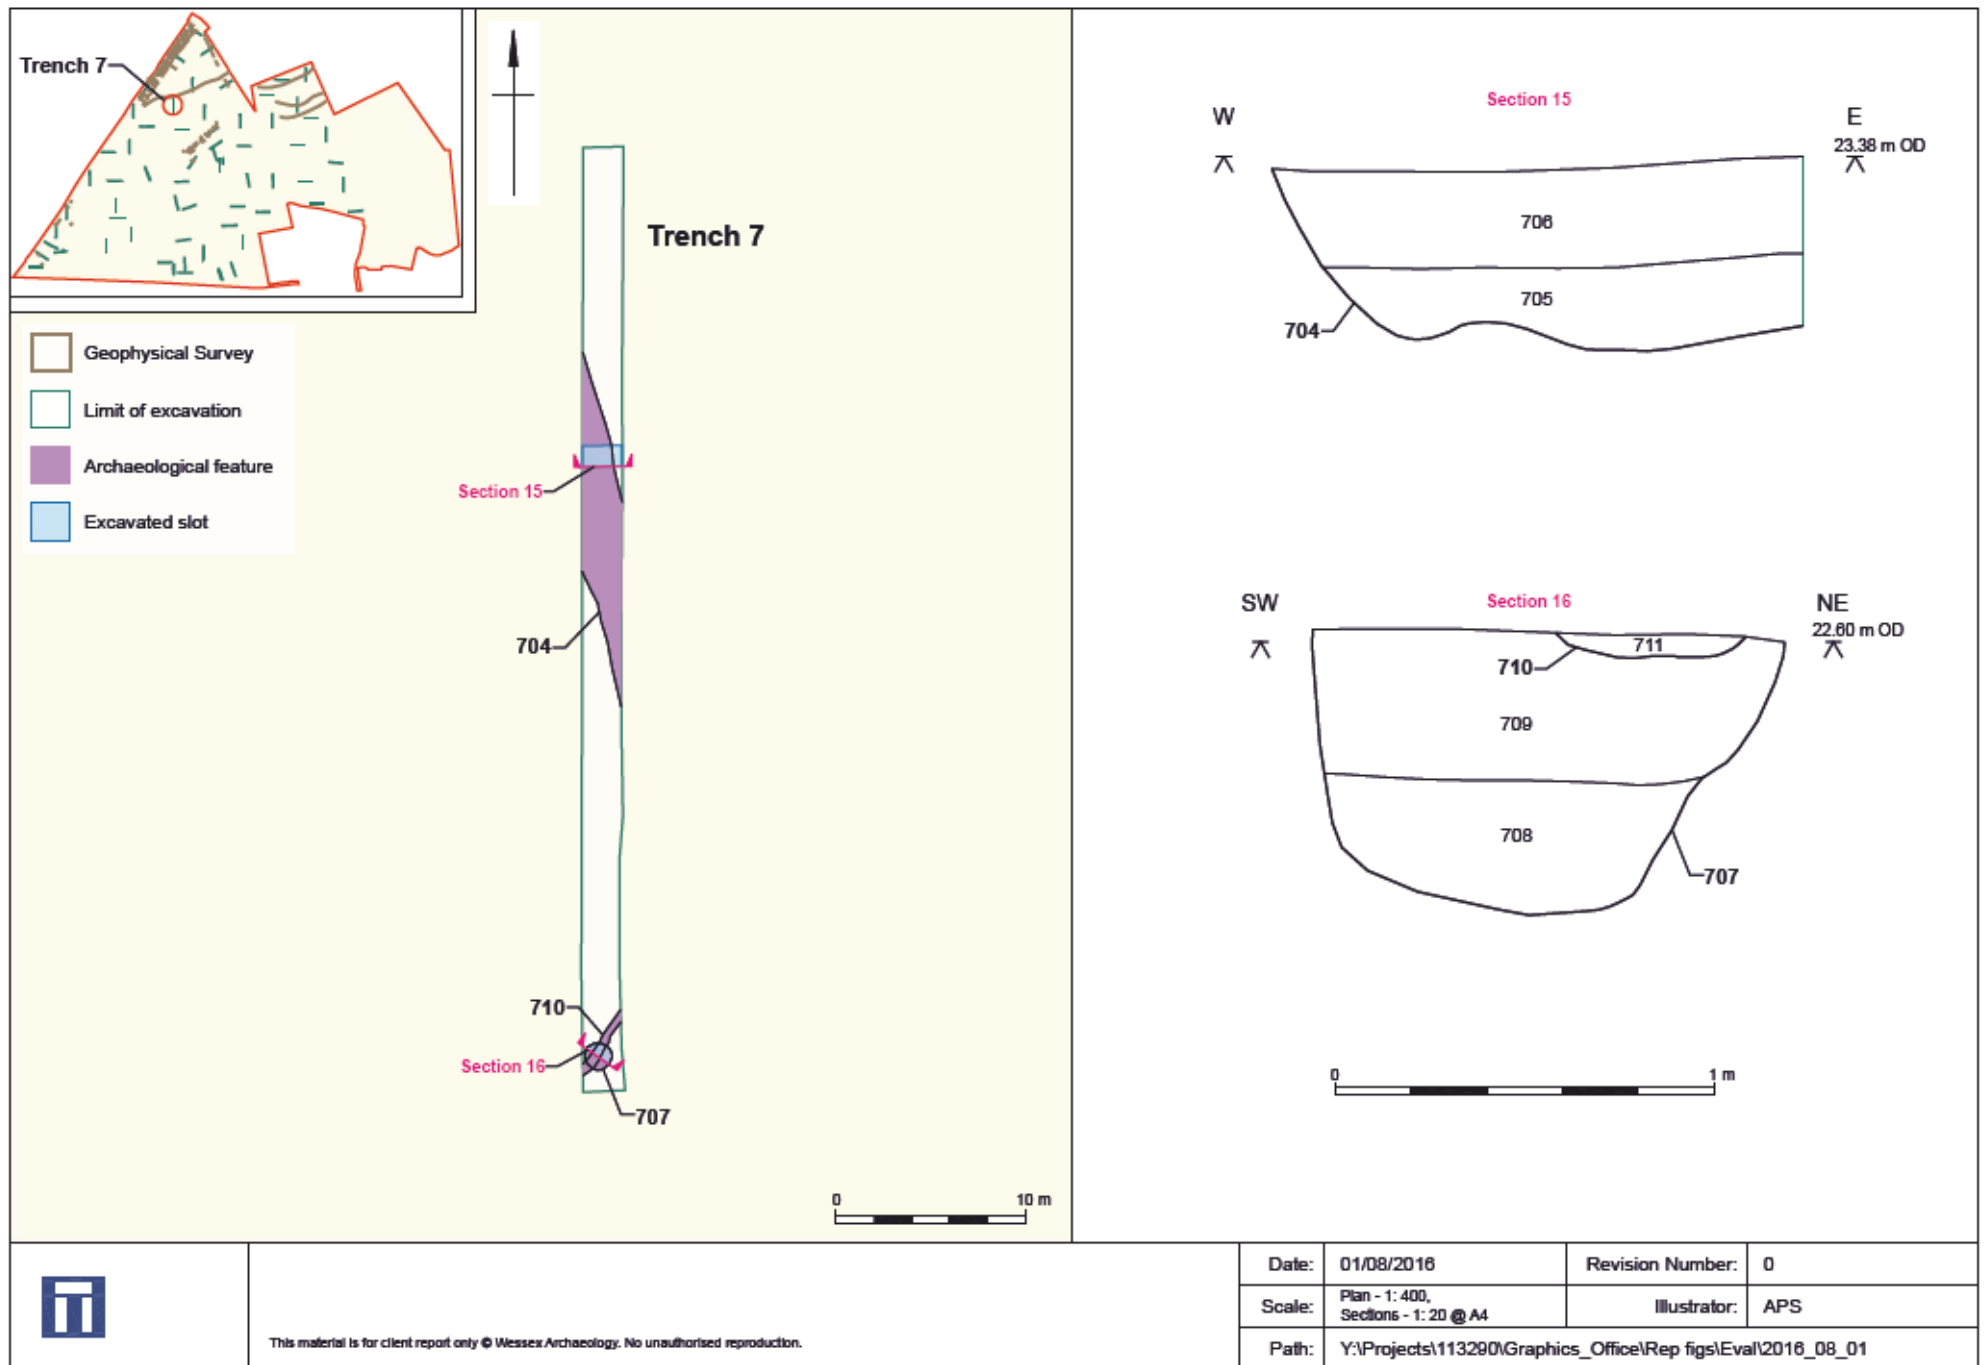 Trench 7
Geophysical Survey
Limit of excavation
Archaeological feature
Excavated slot
Trench 7
Section 15
704
710
Section 16
707
0 10 m
Section 15
W E
23.38 m OD
706
705
704
Section 16
SW NE
22.60 m OD
711
710
709
708
707
0 1 m
This material is for client report only © Wessex Archaeology. No unauthorised reproduction.
Date: 01/08/2016 Revision Number: 0
Scale: Plan - 1: 400,
Sections - 1: 20 @ A4 Illustrator: APS
Path: Y:\Projects\113290\Graphics_Office\Rep figs\Eval\2016_08_01